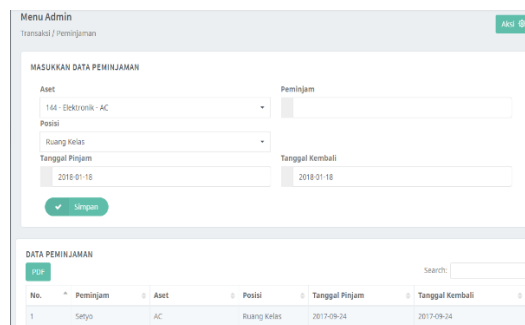 Menu Admin
Aksi
Transaksi / Peminjaman
MASUKKAN DATA PEMINJAMAN
Aset
Peminjam
144 - Elektronik - AC
Posisi
Ruang Kelas
Tanggal Pinjam
Tanggal Kembali
2018-01-18
2018-01-18
Simpan
DATA PEMINJAMAN
PDF
Search:
No. Peminjam Aset Posisi Tanggal Pinjam Tanggal Kembali
1 Setyo AC Ruang Kelas 2017-09-24 2017-09-24